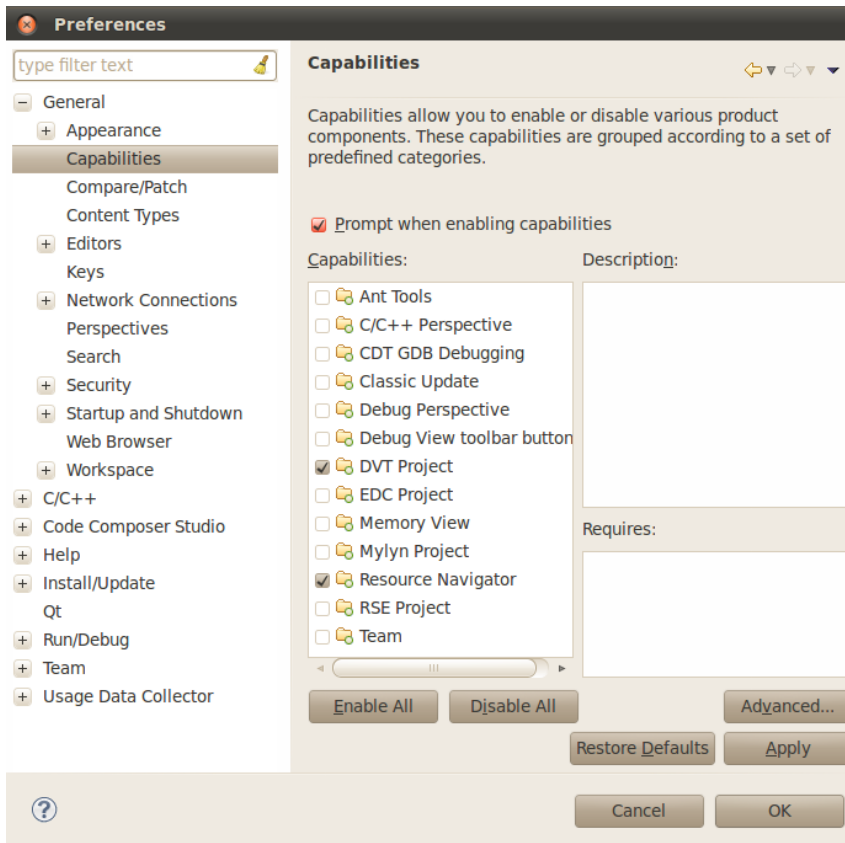 Preferences
type filter text
General
Appearance
Capabilities
Compare/Patch
Content Types
Editors
Keys
Network Connections
Perspectives
Search
Security
Startup and Shutdown
Web Browser
Workspace
C/C++
Code Composer Studio
Help
Install/Update
Qt
Run/Debug
Team
Usage Data Collector
Capabilities
Capabilities allow you to enable or disable various product
components. These capabilities are grouped according to a set of
predefined categories.
Prompt when enabling capabilities
Capabilities:
Ant Tools
C/C++ Perspective
CDT GDB Debugging
Classic Update
Debug Perspective
Debug View toolbar button
DVT Project
EDC Project
Memory View
Mylyn Project
Resource Navigator
RSE Project
Team
Description:
Requires:
Enable All
Disable All
Advanced...
Restore Defaults
Apply
Cancel
OK